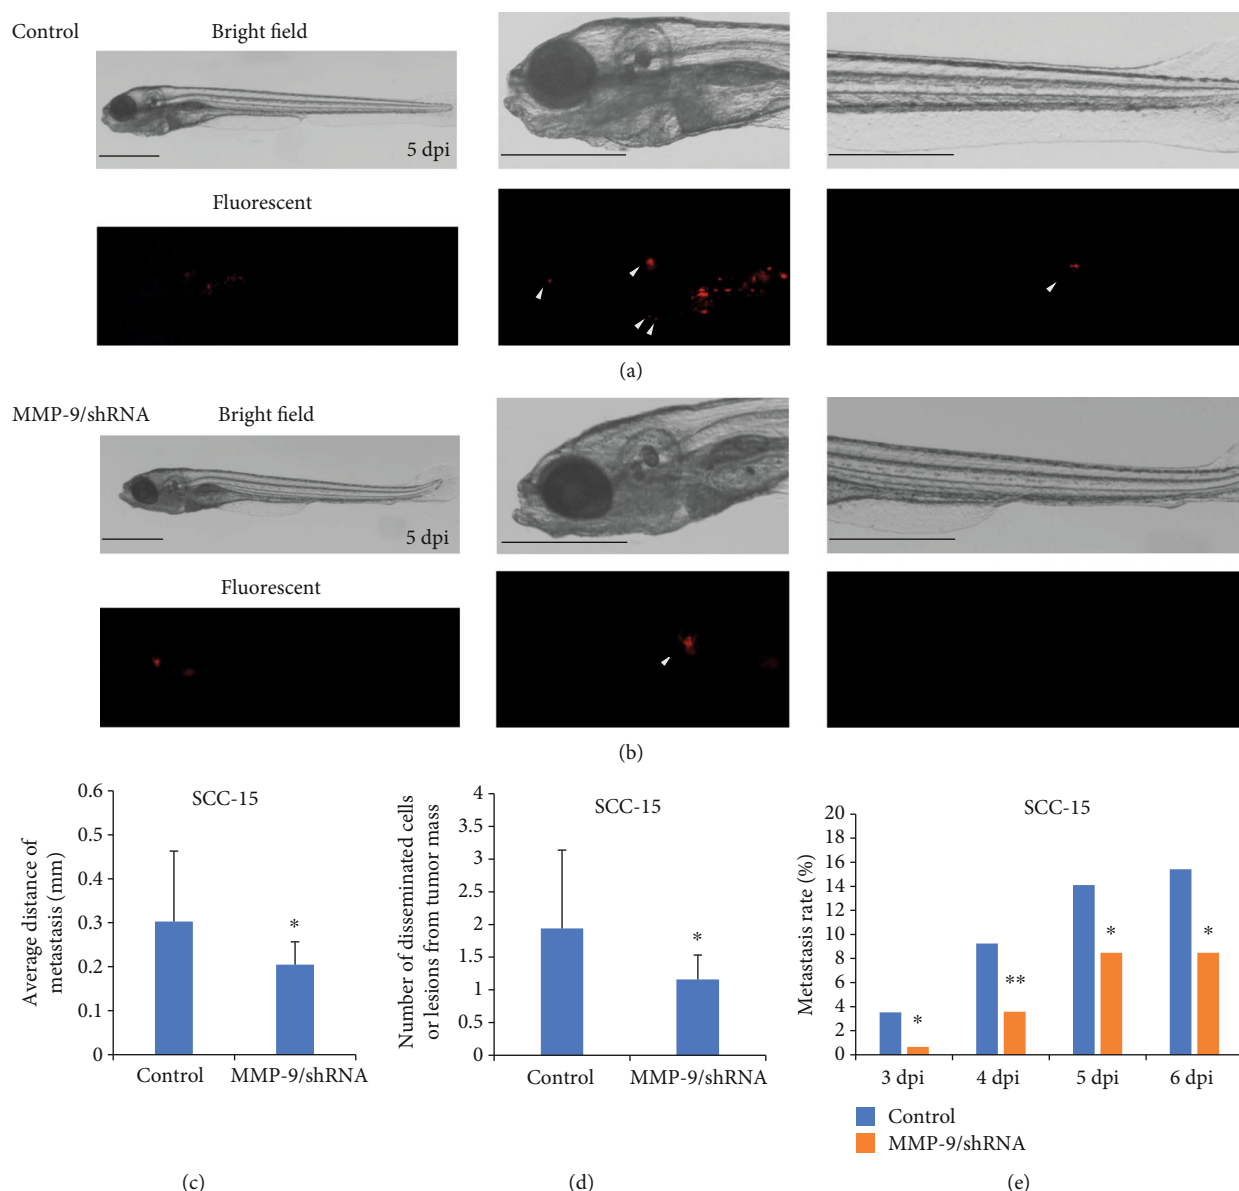 Control
Bright field
5 dpi
Fluorescent
(a)
MMP-9/shRNA
Bright field
5 dpi
Fluorescent
(b)
SCC-15
Average distance of
metastasis (mm)
0.6
0.5
0.4
0.3
0.2
0.1
0
*
Control
MMP-9/shRNA
(c)
SCC-15
Number of disseminated cells
or lesions from tumor mass
4
3.5
3
2.5
2
1.5
1
0.5
0
*
Control
MMP-9/shRNA
(d)
SCC-15
Metastasis rate (%)
20
18
16
14
12
10
8
6
4
2
0
*
**
*
*
3 dpi
4 dpi
5 dpi
6 dpi
Control
MMP-9/shRNA
(e)